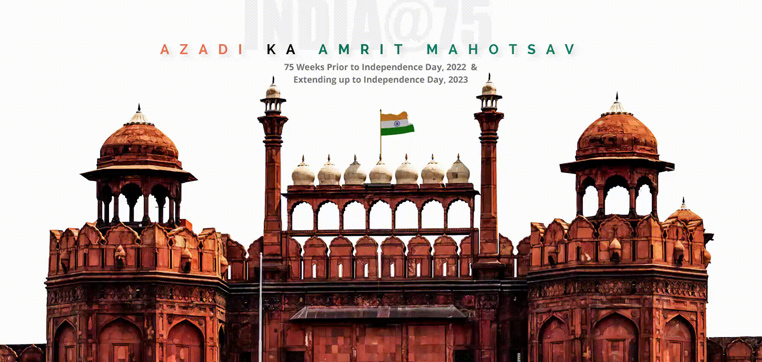 INDIA@75
AZADI KA AMRIT MAHOTSAV
75 Weeks Prior to Independence Day, 2022 &
Extending up to Independence Day, 2023